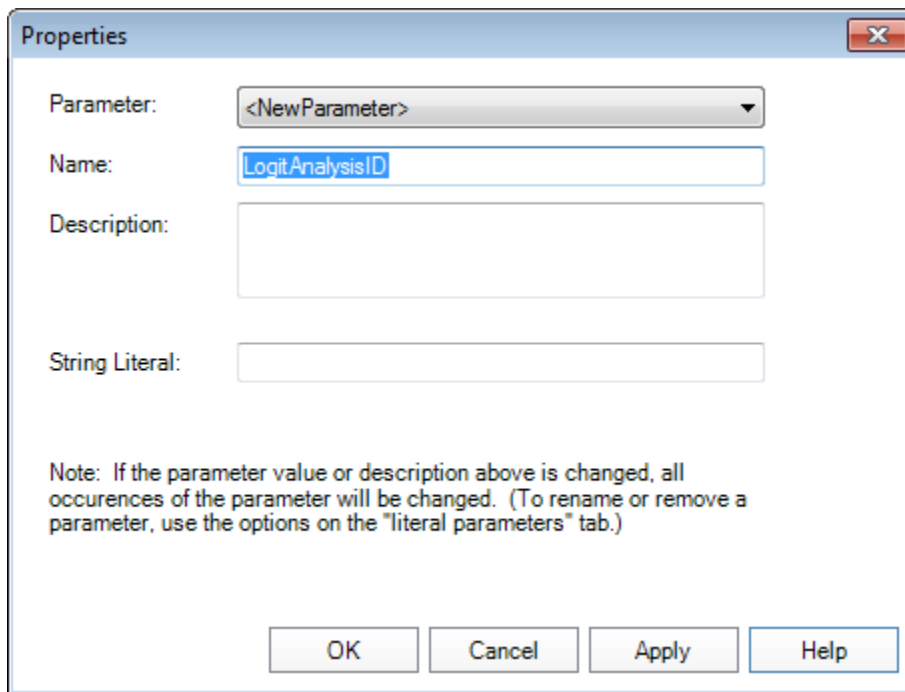 Properties
Parameter: <NewParameter>
Name: LogitAnalysisID
Description:
String Literal:
Note: If the parameter value or description above is changed, all
occurences of the parameter will be changed. (To rename or remove a
parameter, use the options on the "literal parameters" tab.)
OK Cancel Apply Help